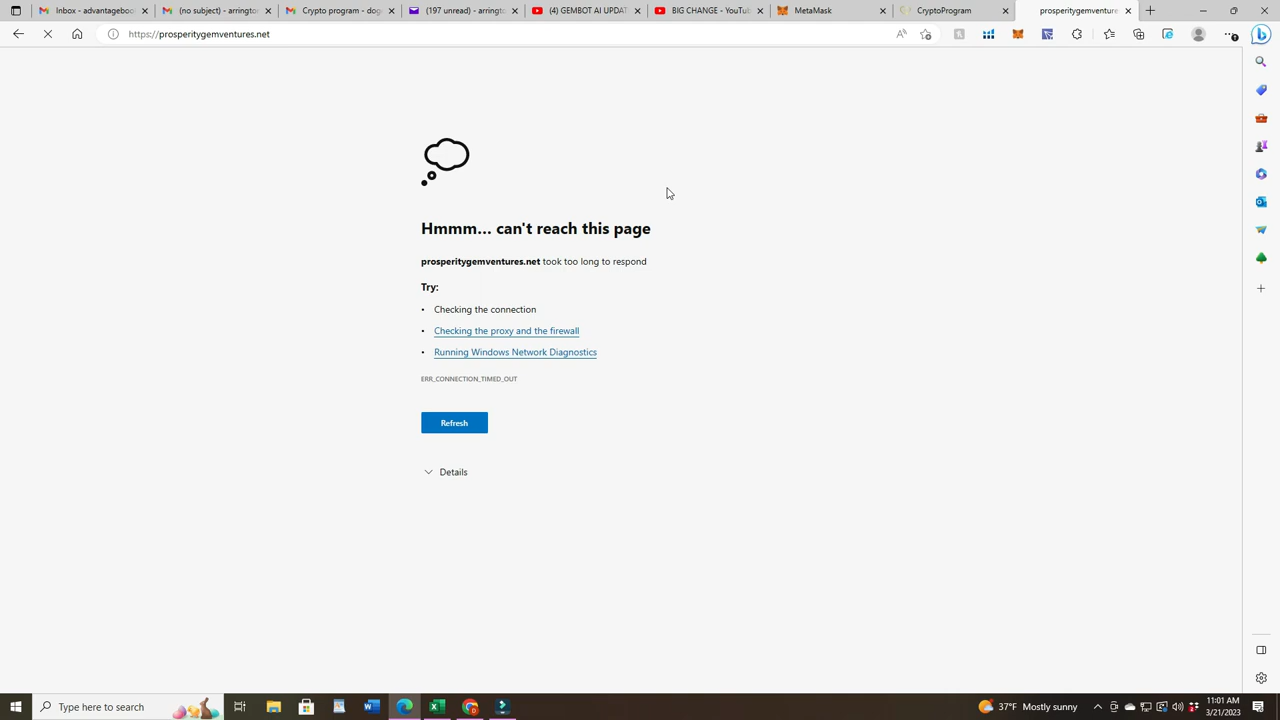 Inbox - advantageboo
(no subject) - arringtor
Crypto program - dog
(197 unread) - arringta
(4) GEMBOT AI UPDAT
BIG CHANGE - YouTub
MetaMask
CryptoProgram
prosperitygemventure
https://prosperitygemventures.net
Hmmm... can't reach this page
prosperitygemventures.net took too long to respond
Try:
• Checking the connection
• Checking the proxy and the firewall
• Running Windows Network Diagnostics
ERR_CONNECTION_TIMED_OUT
Refresh
Details
Type here to search
37°F Mostly sunny
11:01 AM
3/21/2023